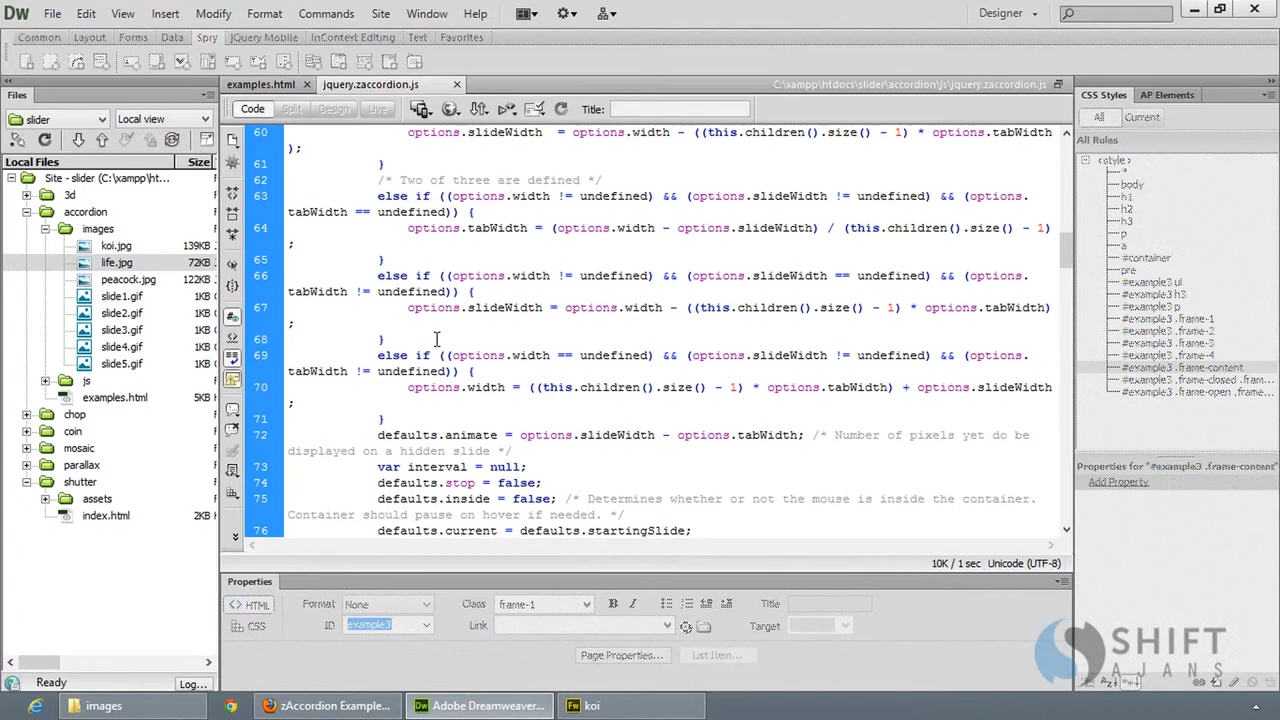 Dw File Edit View Insert Modify Format Commands Site Window Help Designer
Common Layout Forms Data Spry jQuery Mobile InContext Editing Text Favorites
Files
examples.html jquery.zaccordion.js C:\xampp\htdocs\slider\accordion\js\jquery.zaccordion.js
Code Split Design Live Title:
slider Local view
Local Files Size
Site - slider (C:\xampp\ht...
3d
accordion
images
koi.jpg 139KB
life.jpg 72KB
peacock.jpg 122KB
slide1.gif 1KB
slide2.gif 1KB
slide3.gif 1KB
slide4.gif 1KB
slide5.gif 1KB
js
examples.html 5KB
chop
coin
mosaic
parallax
shutter
assets
index.html
Ready Log...
60 options.slideWidth = options.width - ((this.children().size() - 1) * options.tabWidth
);
61 }
62 /* Two of three are defined */
63 else if ((options.width != undefined) && (options.slideWidth != undefined) && (options.
tabWidth == undefined)) {
64 options.tabWidth = (options.width - options.slideWidth) / (this.children().size() - 1)
;
65 }
66 else if ((options.width != undefined) && (options.slideWidth == undefined) && (options.
tabWidth != undefined)) {
67 options.slideWidth = options.width - ((this.children().size() - 1) * options.tabWidth)
;
68 }
69 else if ((options.width == undefined) && (options.slideWidth != undefined) && (options.
tabWidth != undefined)) {
70 options.width = ((this.children().size() - 1) * options.tabWidth) + options.slideWidth
;
71 }
72 defaults.animate = options.slideWidth - options.tabWidth; /* Number of pixels yet do be
displayed on a hidden slide */
73 var interval = null;
74 defaults.stop = false;
75 defaults.inside = false; /* Determines whether or not the mouse is inside the container.
Container should pause on hover if needed. */
76 defaults.current = defaults.startingSlide;
10K / 1 sec Unicode (UTF-8)
Properties
<> HTML Format None Class frame-1 B I Title
CSS ID example3 Link Target
Page Properties... List Item...
CSS Styles AP Elements
All Current
All Rules
<style>
*
body
h1
h2
h3
p
a
#container
pre
#example3 ul
#example3 h3
#example3 p
#example3 .frame-1
#example3 .frame-2
#example3 .frame-3
#example3 .frame-4
#example3 .frame-content
#example3 .frame-closed .fram...
#example3 .frame-open .frame...
Properties for "#example3 .frame-content"
Add Property
SHIFT
AJANS
images zAccordion Example... Adobe Dreamweaver... koi